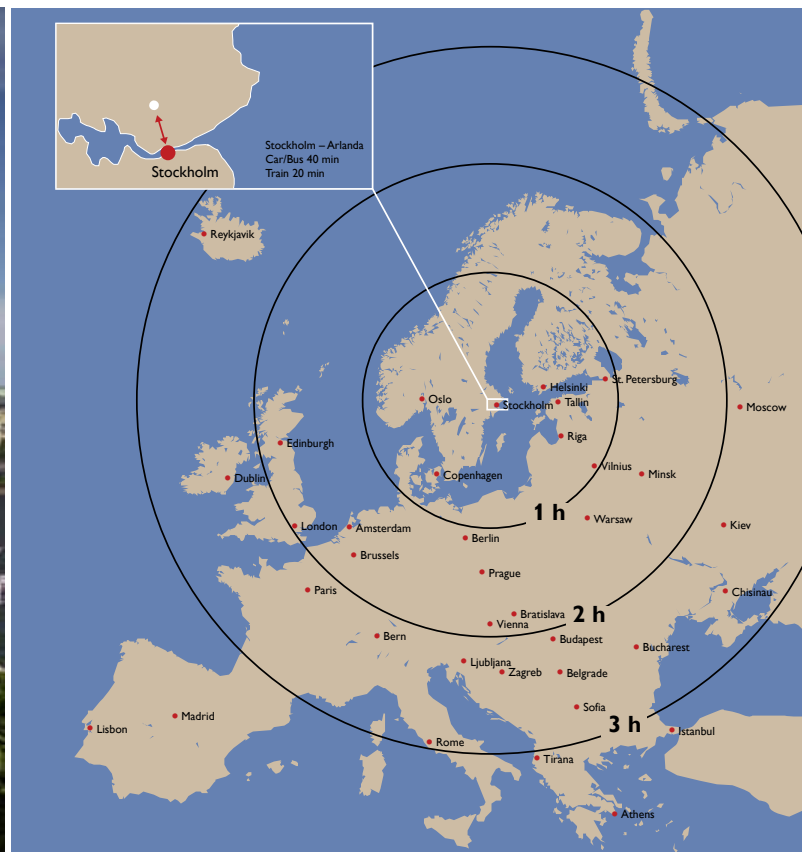 Stockholm – Arlanda
Car/Bus 40 min
Train 20 min
Stockholm
Reykjavik
St. Petersburg
Helsinki
Oslo
Stockholm
Tallin
Moscow
Edinburgh
Riga
Vilnius
Dublin
Copenhagen
Minsk
1 h
Warsaw
London
Amsterdam
Kiev
Berlin
Brussels
Prague
Paris
Chisinau
Bratislava
2 h
Vienna
Bern
Budapest
Bucharest
Ljubljana
Zagreb
Belgrade
Sofia
Madrid
3 h
Lisbon
Istanbul
Rome
Tirana
Athens